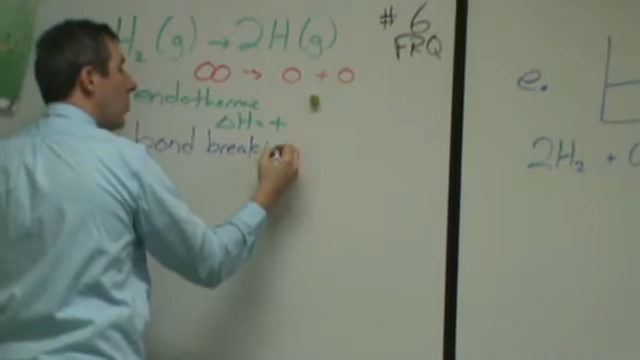 H₂ (g) → 2H (g)
→ +
endothermic
ΔH = +
bond breaki
# 6
FRQ
e.
2H₂ +